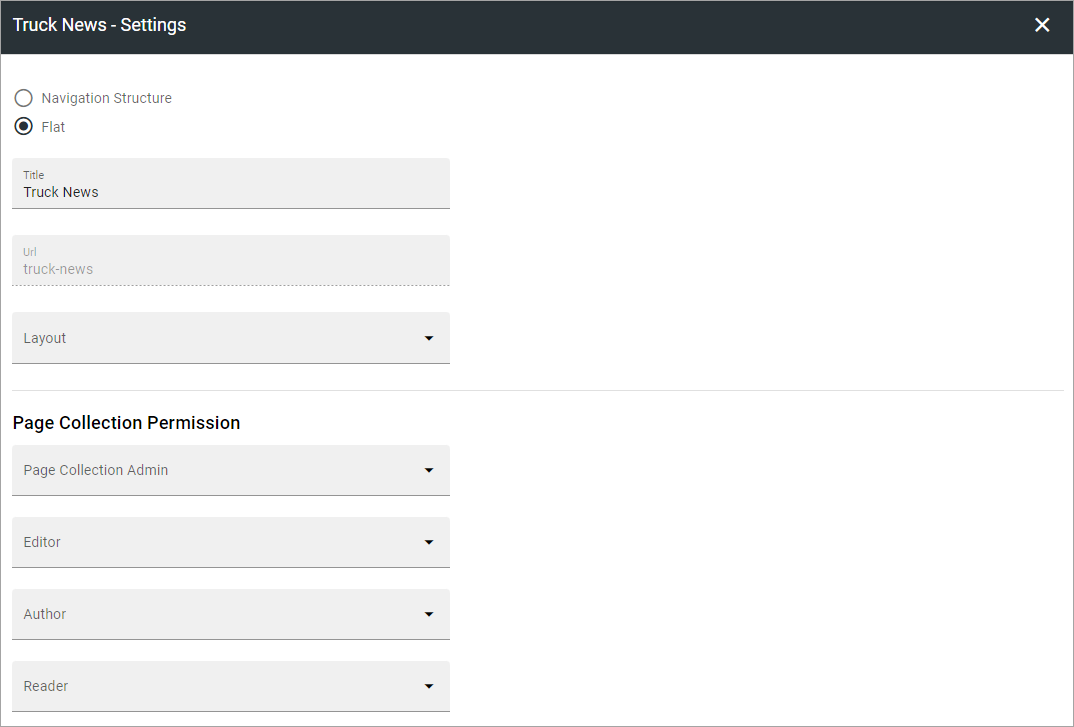 Truck News - Settings
Navigation Structure
Flat
Title
Truck News
Url
truck-news
Layout
Page Collection Permission
Page Collection Admin
Editor
Author
Reader